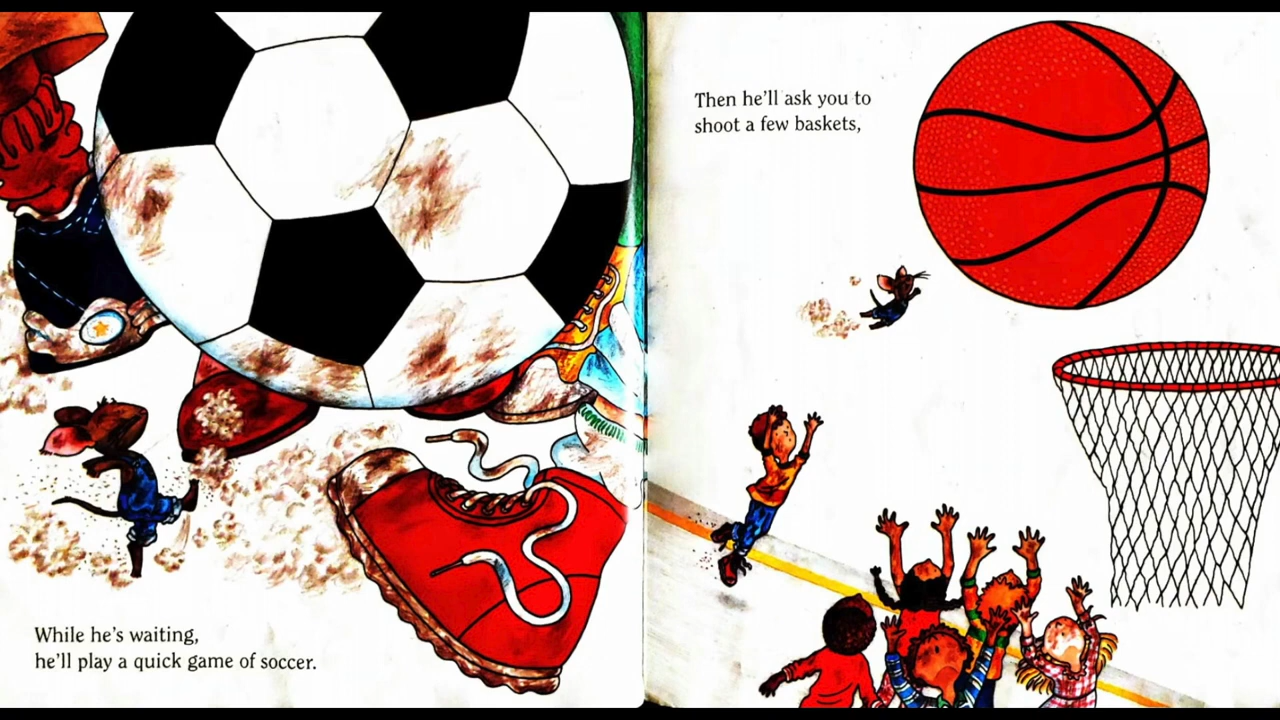 While he's waiting,
he'll play a quick game of soccer.
Then he'll ask you to
shoot a few baskets,